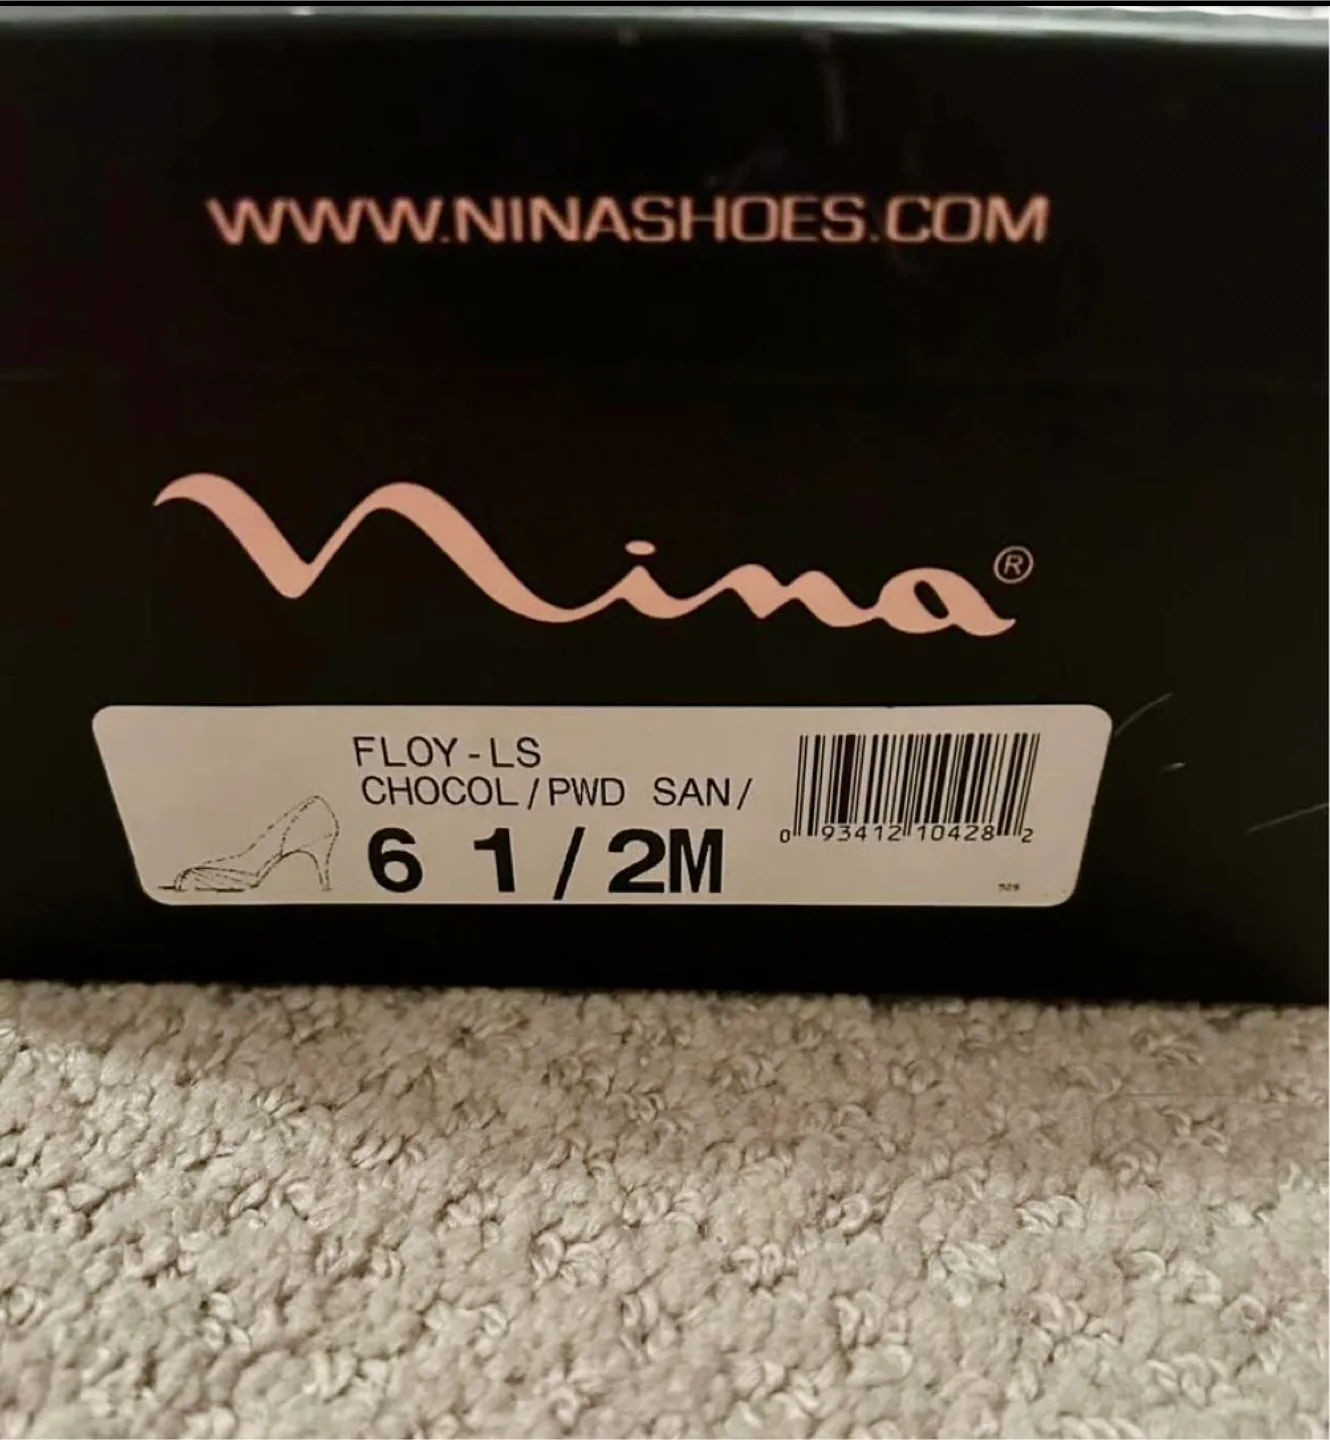 WWW.NINASHOES.COM
nina®
FLOY-LS
CHOCOL/PWD SAN/
6 1/2M
0 93412 10428 2